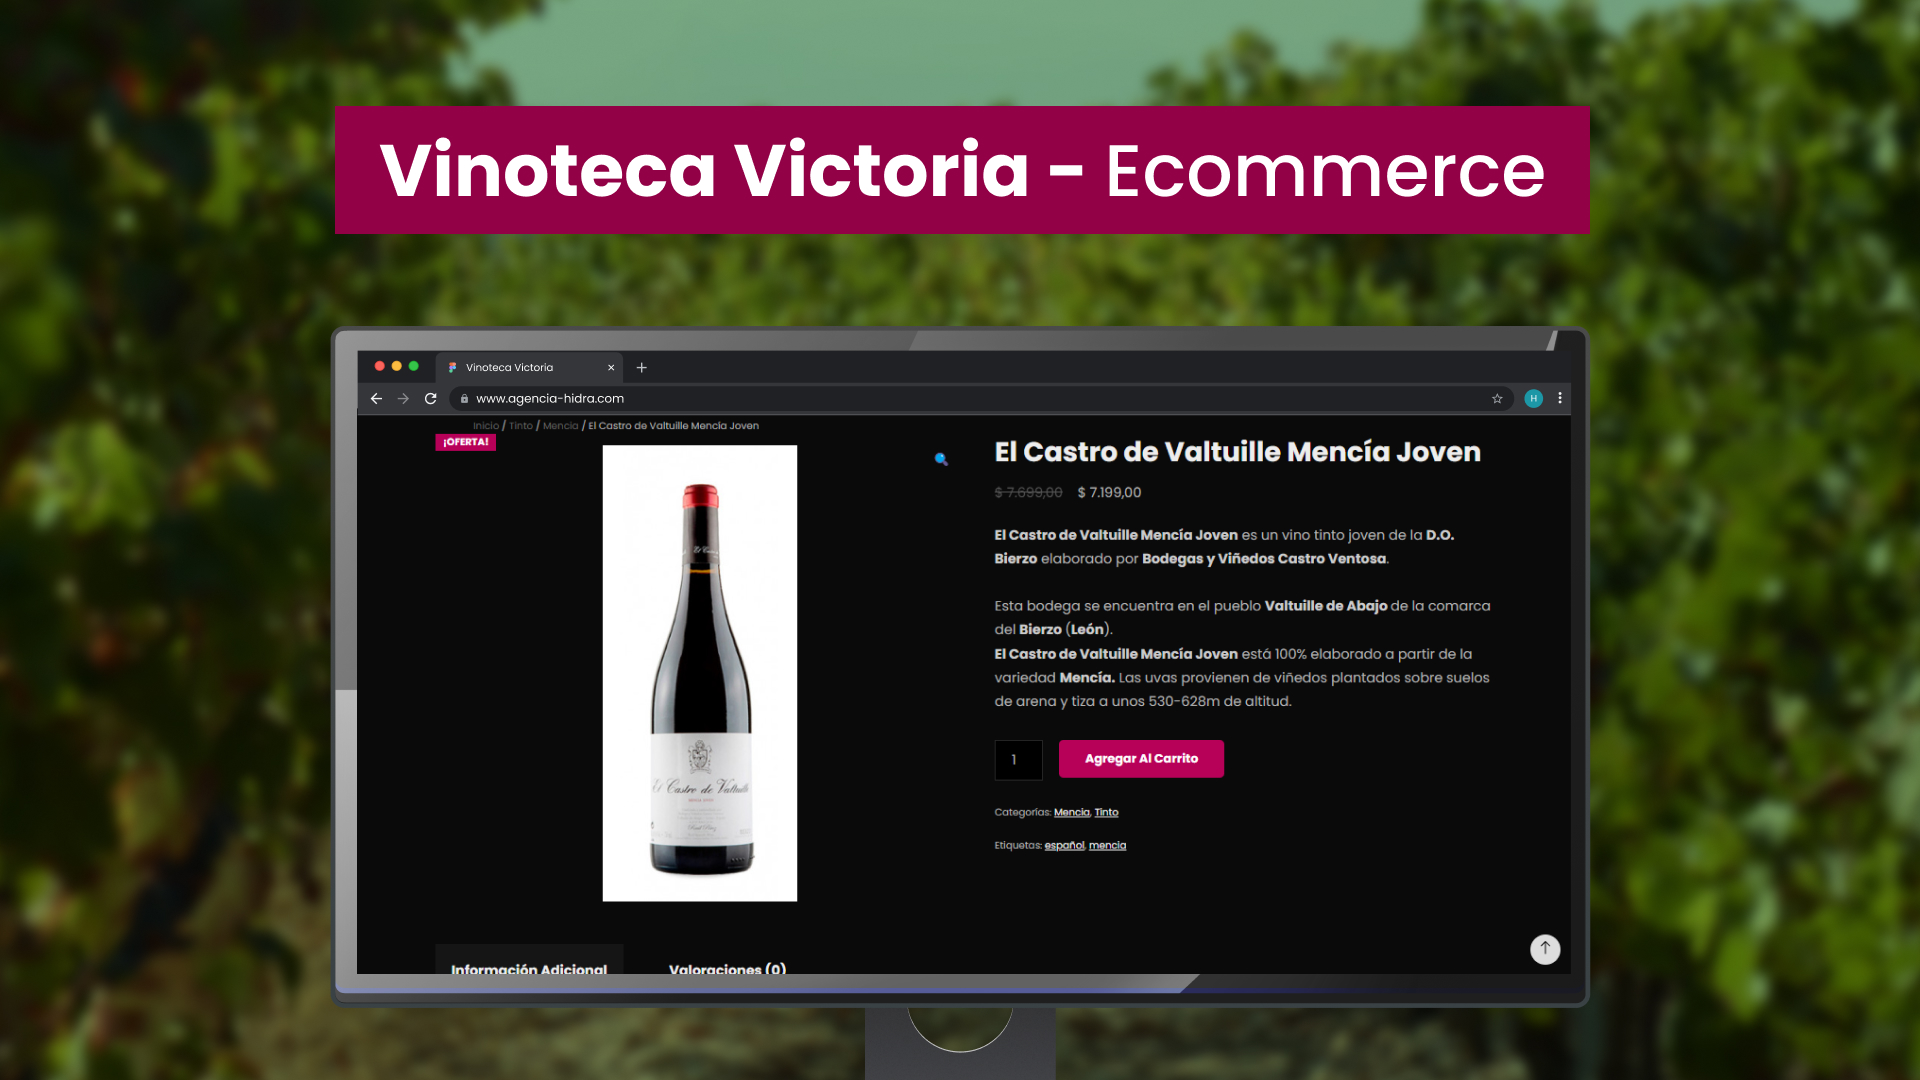 Vinoteca Victoria - Ecommerce
Vinoteca Victoria
www.agencia-hidra.com
H
Inicio / Tinto / Mencia / El Castro de Valtuille Mencía Joven
¡OFERTA!
El Castro de Valtuille Mencía Joven
$ 7.699,00 $ 7.199,00
El Castro de Valtuille Mencía Joven es un vino tinto joven de la D.O.
Bierzo elaborado por Bodegas y Viñedos Castro Ventosa.
Esta bodega se encuentra en el pueblo Valtuille de Abajo de la comarca
del Bierzo (León).
El Castro de Valtuille Mencía Joven está 100% elaborado a partir de la
variedad Mencía. Las uvas provienen de viñedos plantados sobre suelos
de arena y tiza a unos 530-628m de altitud.
1
Agregar Al Carrito
Categorías: Mencia, Tinto
Etiquetas: español, mencia
El Castro de Valtuille
Información Adicional
Valoraciones (0)